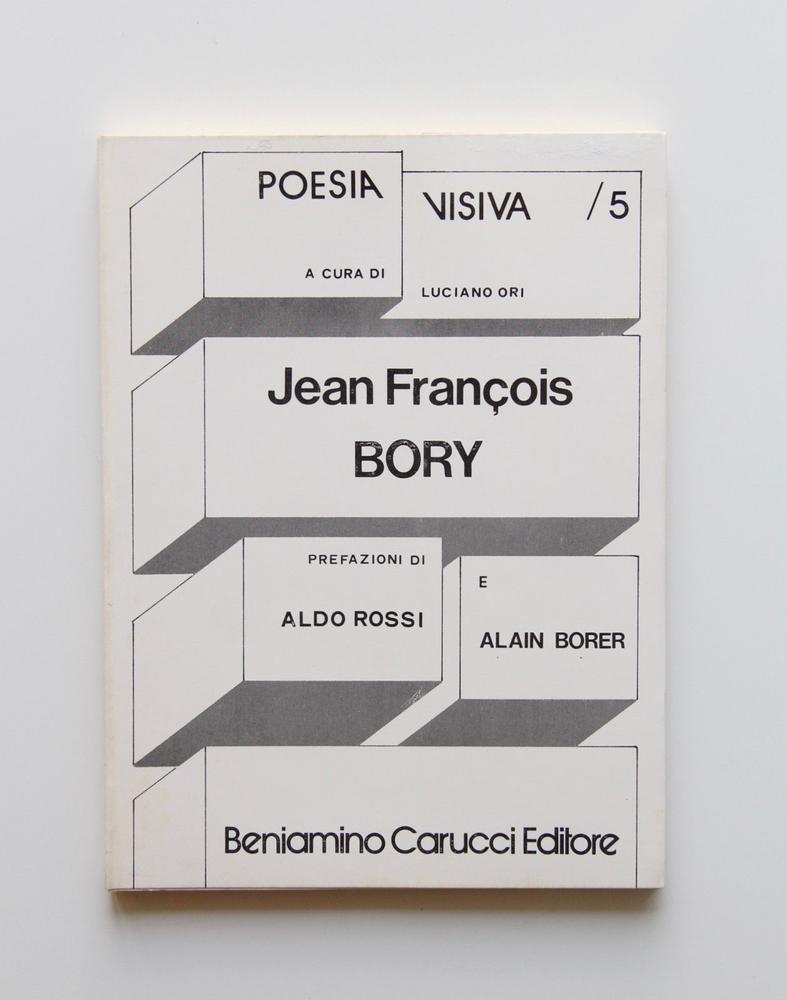 POESIA
VISIVA /5
A CURA DI
LUCIANO ORI
Jean François
BORY
PREFAZIONI DI
ALDO ROSSI
E
ALAIN BORER
Beniamino Carucci Editore